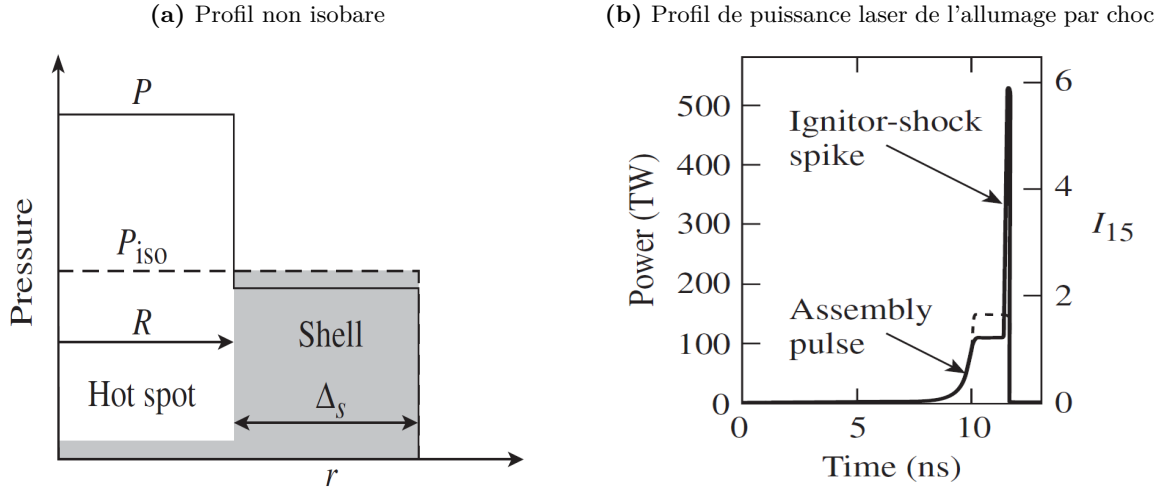 (a) Profil non isobare
(b) Profil de puissance laser de l'allumage par choc
Pressure
P
P_iso
R
Shell
Hot spot
Δ_s
r
Power (TW)
500
400
300
200
100
0
Ignitor-shock
spike
Assembly
pulse
6
4
2
0
I_15
0
5
10
Time (ns)